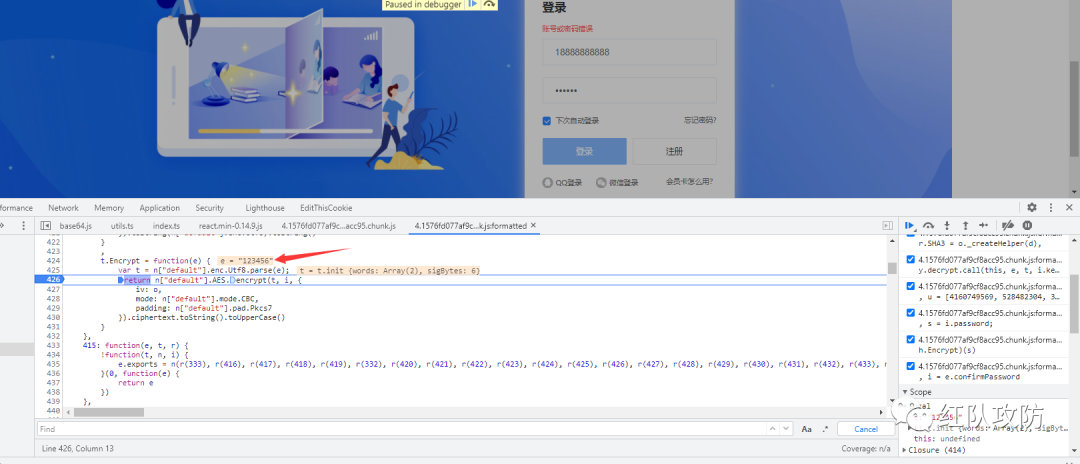 Paused in debugger
登录
账号或密码错误
18888888888
••••••
下次自动登录 忘记密码?
登录 注册
QQ登录 微信登录 会员卡怎么用?
formance Network Memory Application Security Lighthouse EditThisCookie
» base64.js utils.ts index.ts react.min-0.14.9.js 4.1576fd077af9c...acc95.chunk.js 4.1576fd077af9c...k.js:formatted ×
422 }
423 ,
424 t.Encrypt = function(e) { e = "123456"
425 var t = n["default"].enc.Utf8.parse(e); t = t.init {words: Array(2), sigBytes: 6}
426 return n["default"].AES.encrypt(t, i, {
427 iv: o,
428 mode: n["default"].mode.CBC,
429 padding: n["default"].pad.Pkcs7
430 }).ciphertext.toString().toUpperCase()
431 }
432 },
433 415: function(e, t, r) {
434 !function(t, n, i) {
435 e.exports = n(r(333), r(416), r(417), r(418), r(419), r(332), r(420), r(421), r(422), r(423), r(424), r(425), r(426), r(427), r(428), r(429), r(430), r(431), r(432), r(433),
436 }(0, function(e) {
437 return e
438 })
439 },
440
Find Aa .* Cancel
Line 426, Column 13 Coverage: n/a
4.1576fd077af9cf8acc95.chunk.js:forma...
r.SHA3 = o._createHelper(d),
4.1576fd077af9cf8acc95.chunk.js:forma...
y.decrypt.call(this, e, t, i.ke...
4.1576fd077af9cf8acc95.chunk.js:forma...
, u = [4160749569, 528482304, 3...
4.1576fd077af9cf8acc95.chunk.js:forma...
, s = i.password;
4.1576fd077af9cf8acc95.chunk.js:forma...
h.Encrypt)(s)
4.1576fd077af9cf8acc95.chunk.js:forma...
, i = e.confirmPassword
Scope
t.init {words: Array(2), sigByt...
this: undefined
Closure (414)
红队攻防